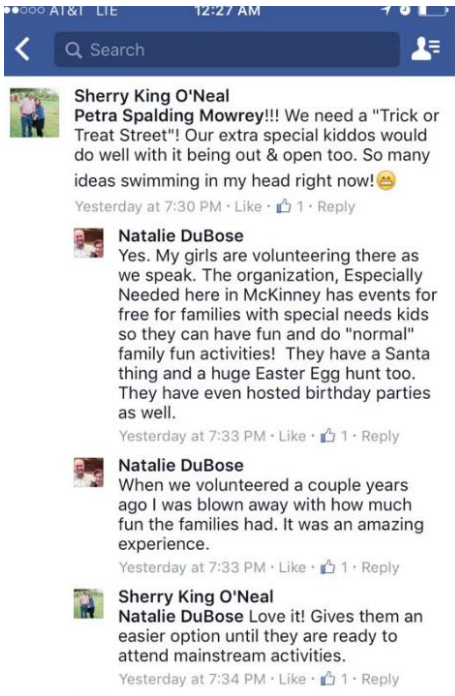 AT&T LTE 12:27 AM
Search
Sherry King O'Neal
Petra Spalding Mowrey!!! We need a "Trick or
Treat Street"! Our extra special kiddos would
do well with it being out & open too. So many
ideas swimming in my head right now!😁
Yesterday at 7:30 PM · Like · 1 · Reply
Natalie DuBose
Yes. My girls are volunteering there as
we speak. The organization, Especially
Needed here in McKinney has events for
free for families with special needs kids
so they can have fun and do "normal"
family fun activities!  They have a Santa
thing and a huge Easter Egg hunt too.
They have even hosted birthday parties
as well.
Yesterday at 7:33 PM · Like · 1 · Reply
Natalie DuBose
When we volunteered a couple years
ago I was blown away with how much
fun the families had. It was an amazing
experience.
Yesterday at 7:33 PM · Like · 1 · Reply
Sherry King O'Neal
Natalie DuBose Love it! Gives them an
easier option until they are ready to
attend mainstream activities.
Yesterday at 7:34 PM · Like · 1 · Reply